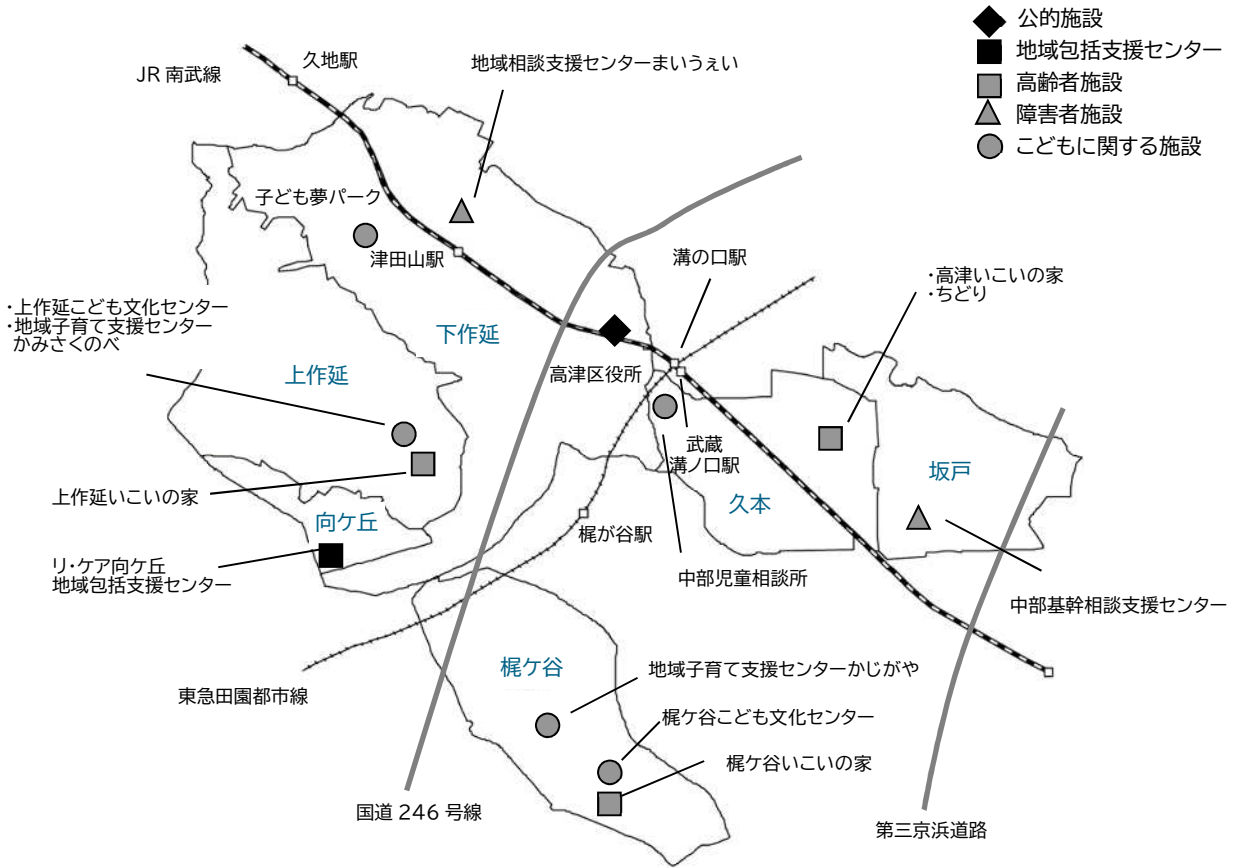 公的施設
地域包括支援センター
高齢者施設
障害者施設
こどもに関する施設
久地駅
JR 南武線
地域相談支援センターまいうぇい
子ども夢パーク
津田山駅
溝の口駅
・高津いこいの家
・ちどり
・上作延こども文化センター
・地域子育て支援センター
かみさくのべ
下作延
上作延
高津区役所
武蔵
溝ノ口駅
坂戸
久本
上作延いこいの家
向ケ丘
梶が谷駅
リ・ケア向ケ丘
地域包括支援センター
中部児童相談所
中部基幹相談支援センター
梶ケ谷
地域子育て支援センターかじがや
東急田園都市線
梶ケ谷こども文化センター
梶ケ谷いこいの家
国道 246 号線
第三京浜道路